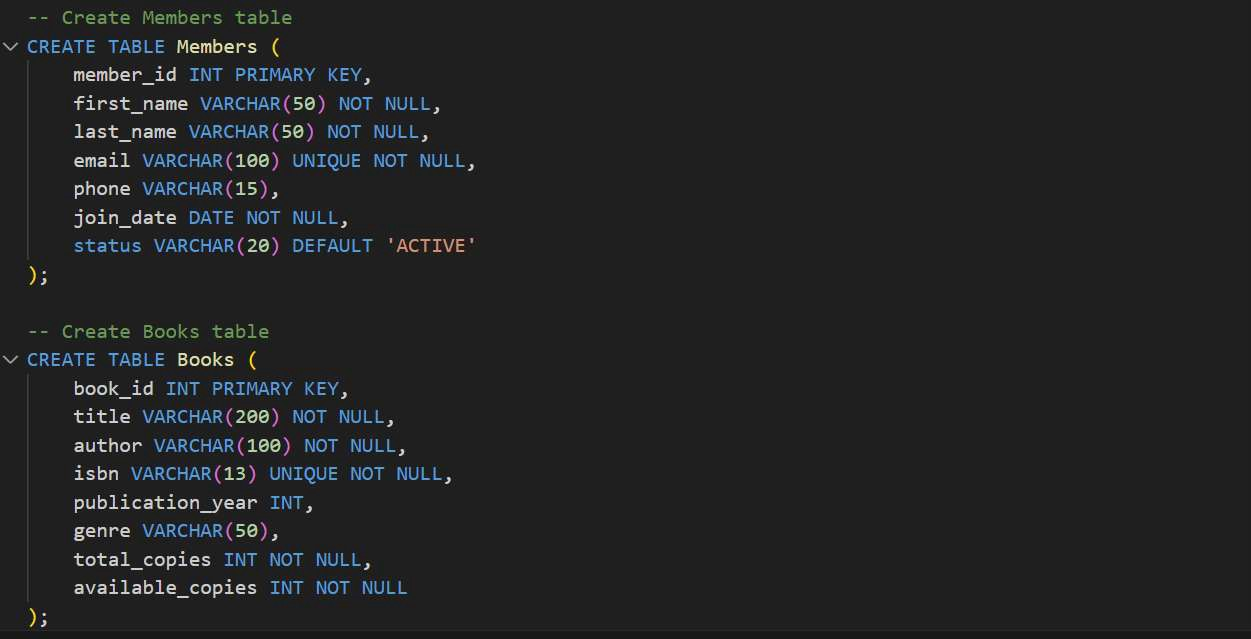 -- Create Members table
CREATE TABLE Members (
    member_id INT PRIMARY KEY,
    first_name VARCHAR(50) NOT NULL,
    last_name VARCHAR(50) NOT NULL,
    email VARCHAR(100) UNIQUE NOT NULL,
    phone VARCHAR(15),
    join_date DATE NOT NULL,
    status VARCHAR(20) DEFAULT 'ACTIVE'
);

-- Create Books table
CREATE TABLE Books (
    book_id INT PRIMARY KEY,
    title VARCHAR(200) NOT NULL,
    author VARCHAR(100) NOT NULL,
    isbn VARCHAR(13) UNIQUE NOT NULL,
    publication_year INT,
    genre VARCHAR(50),
    total_copies INT NOT NULL,
    available_copies INT NOT NULL
);